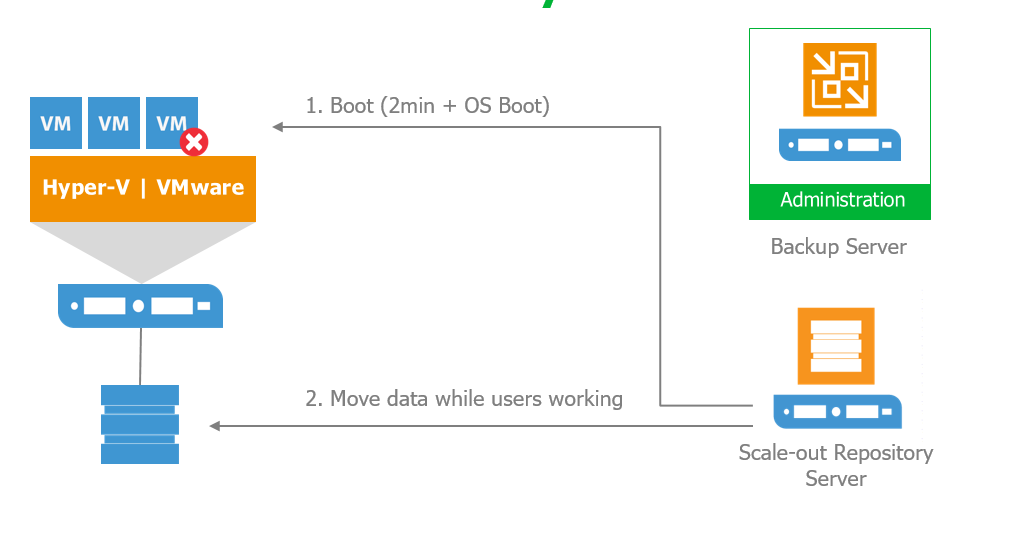 VM VM VM
Hyper-V | VMware
1. Boot (2min + OS Boot)
Administration
Backup Server
2. Move data while users working
Scale-out Repository
Server